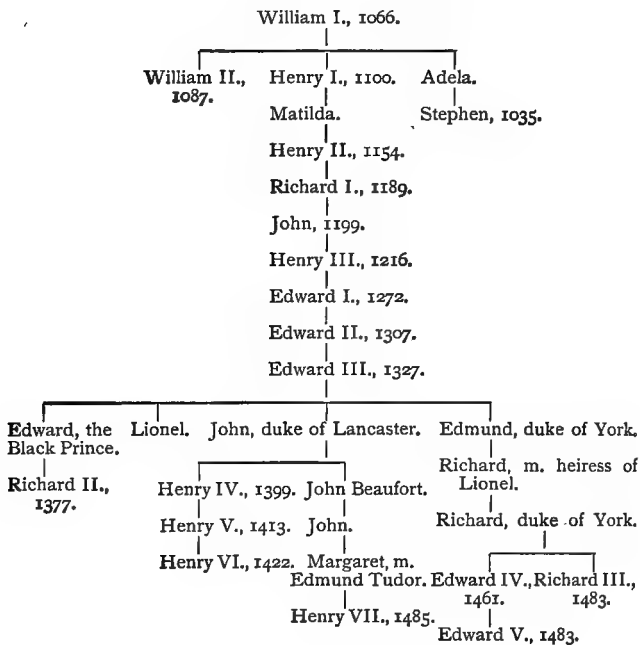 William I., 1066.
William II., 1087.
Henry I., 1100.
Adela.
Matilda.
Stephen, 1035.
Henry II., 1154.
Richard I., 1189.
John, 1199.
Henry III., 1216.
Edward I., 1272.
Edward II., 1307.
Edward III., 1327.
Edward, the
Black Prince.
Lionel.
John, duke of Lancaster.
Edmund, duke of York.
Richard II.,
1377.
Henry IV., 1399.
John Beaufort.
Richard, m. heiress of
Lionel.
Henry V., 1413.
John.
Richard, duke of York.
Henry VI., 1422.
Margaret, m.
Edmund Tudor.
Edward IV.,
1461.
Richard III.,
1483.
Henry VII., 1485.
Edward V., 1483.